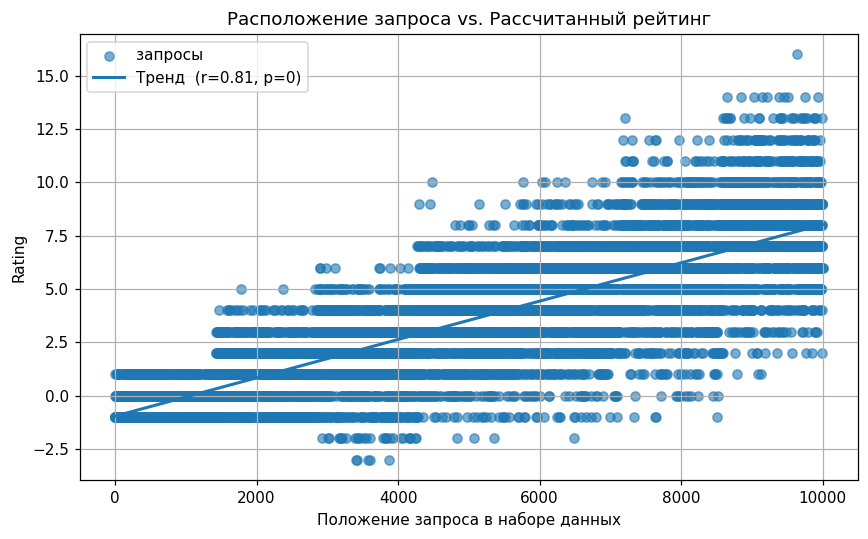 Расположение запроса vs. Рассчитанный рейтинг
запросы
Тренд  (r=0.81, p=0)
Rating
15.0
12.5
10.0
7.5
5.0
2.5
0.0
−2.5
0
2000
4000
6000
8000
10000
Положение запроса в наборе данных